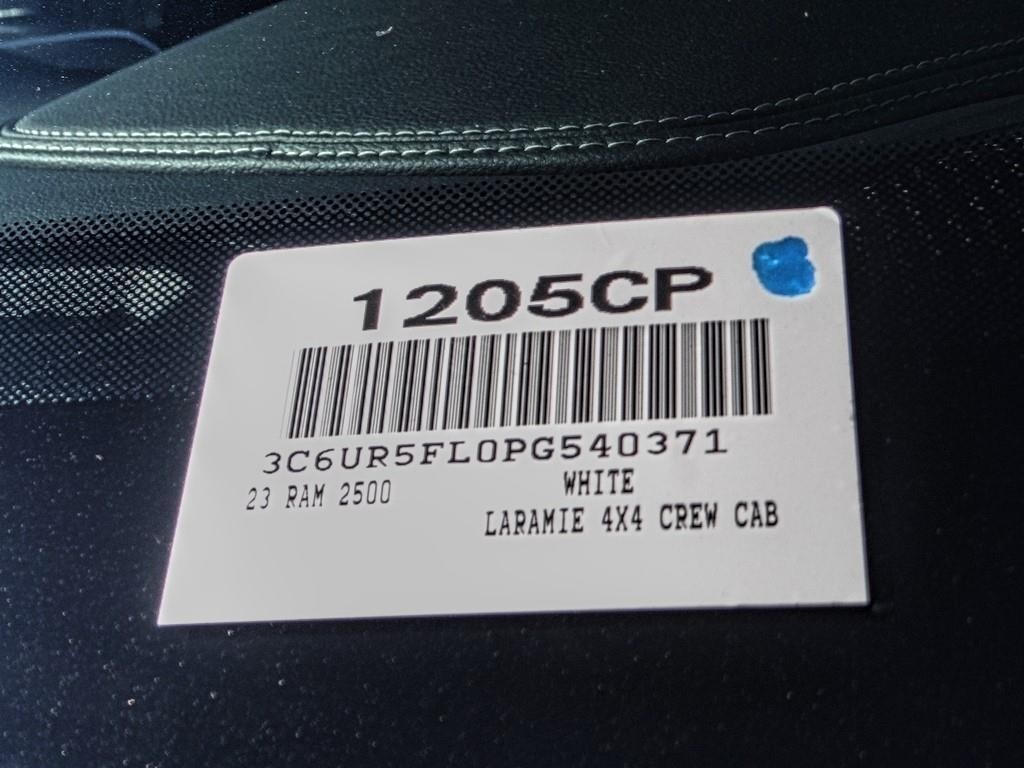 1205CP
3C6UR5FL0PG540371
23 RAM 2500 WHITE
LARAMIE 4X4 CREW CAB